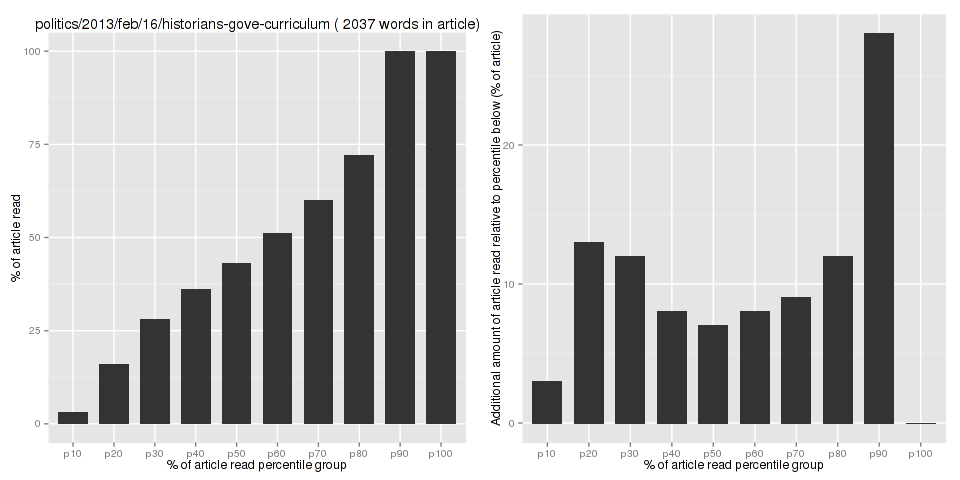 politics/2013/feb/16/historians-gove-curriculum ( 2037 words in article)
% of article read
100
75
50
25
0
p10 p20 p30 p40 p50 p60 p70 p80 p90 p100
% of article read percentile group
Additional amount of article read relative to percentile below (% of article)
20
10
0
p10 p20 p30 p40 p50 p60 p70 p80 p90 p100
% of article read percentile group